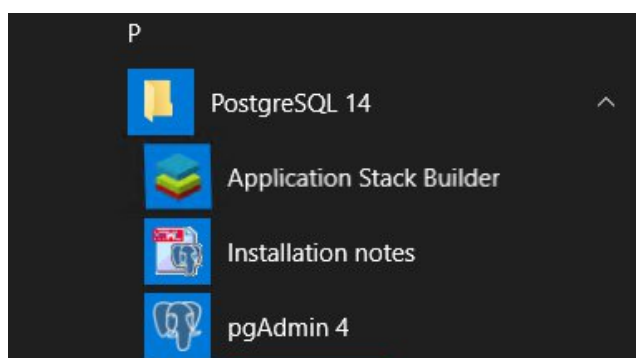 P
PostgreSQL 14
Application Stack Builder
Installation notes
pgAdmin 4